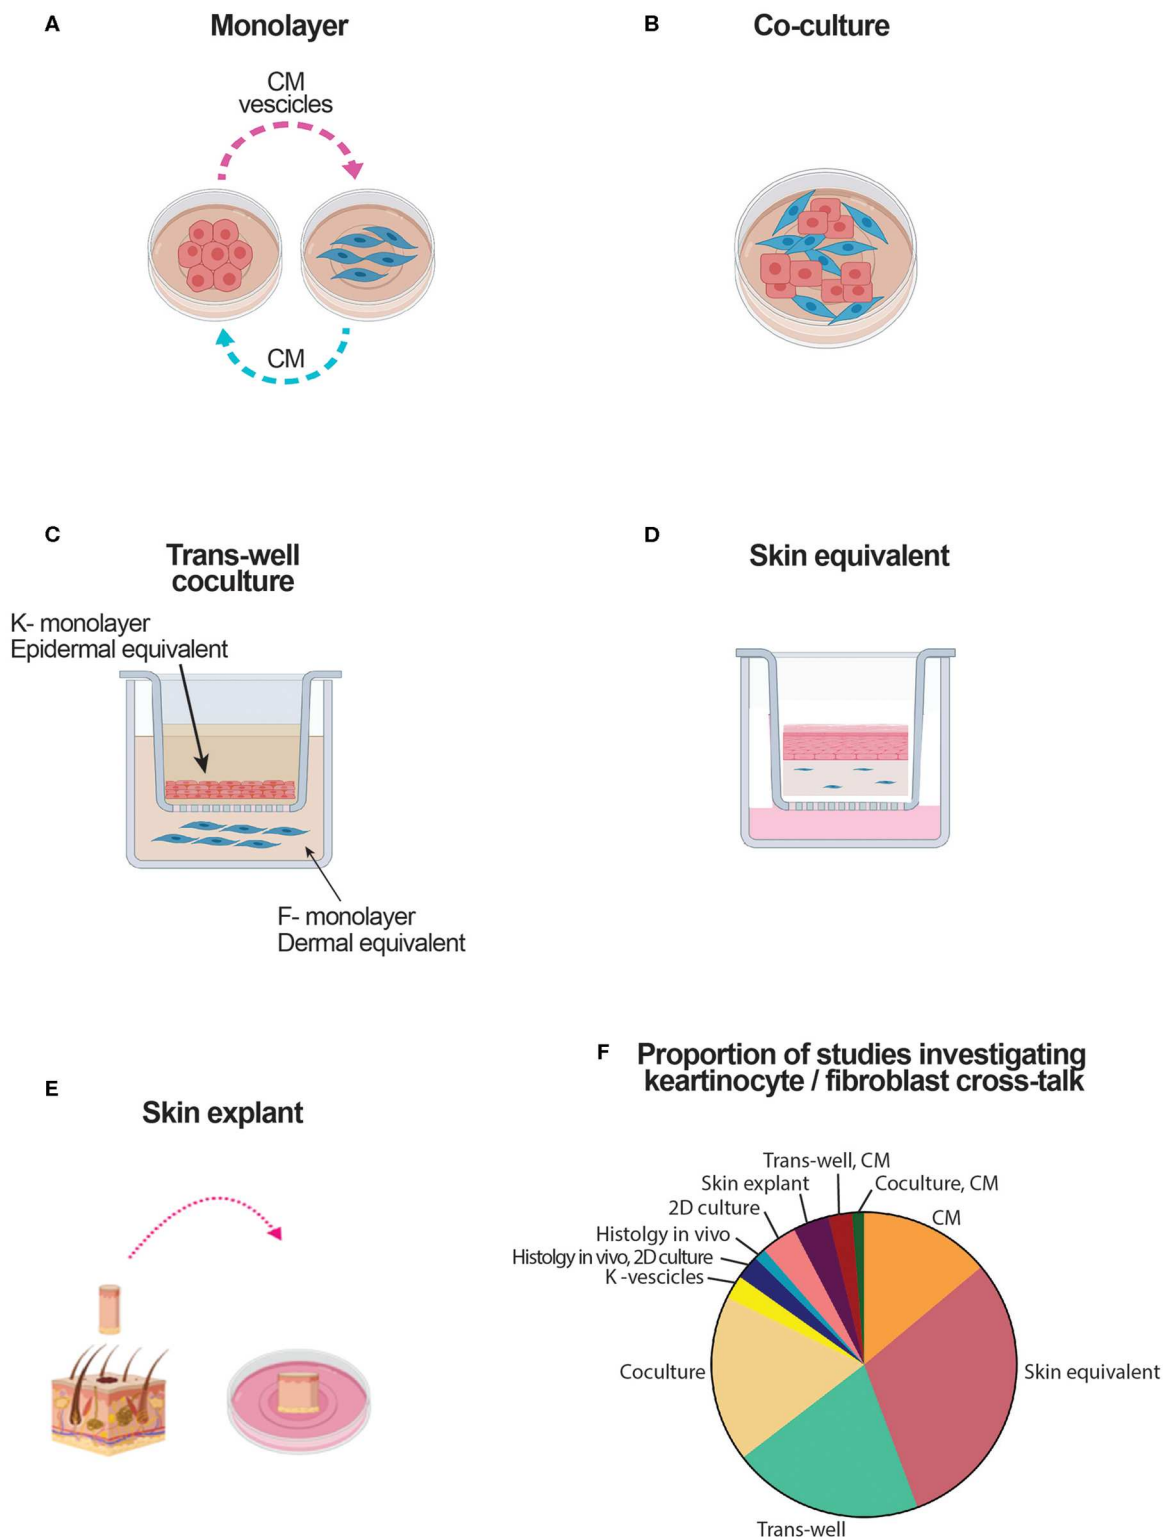 A
Monolayer
CM
vescicles
CM
B
Co-culture
C
Trans-well
coculture
K- monolayer
Epidermal equivalent
F- monolayer
Dermal equivalent
D
Skin equivalent
E
Skin explant
F
Proportion of studies investigating
keartinocyte / fibroblast cross-talk
Trans-well, CM
Skin explant
Coculture, CM
2D culture
CM
Histolgy in vivo
Histolgy in vivo, 2D culture
K -vescicles
Coculture
Skin equivalent
Trans-well